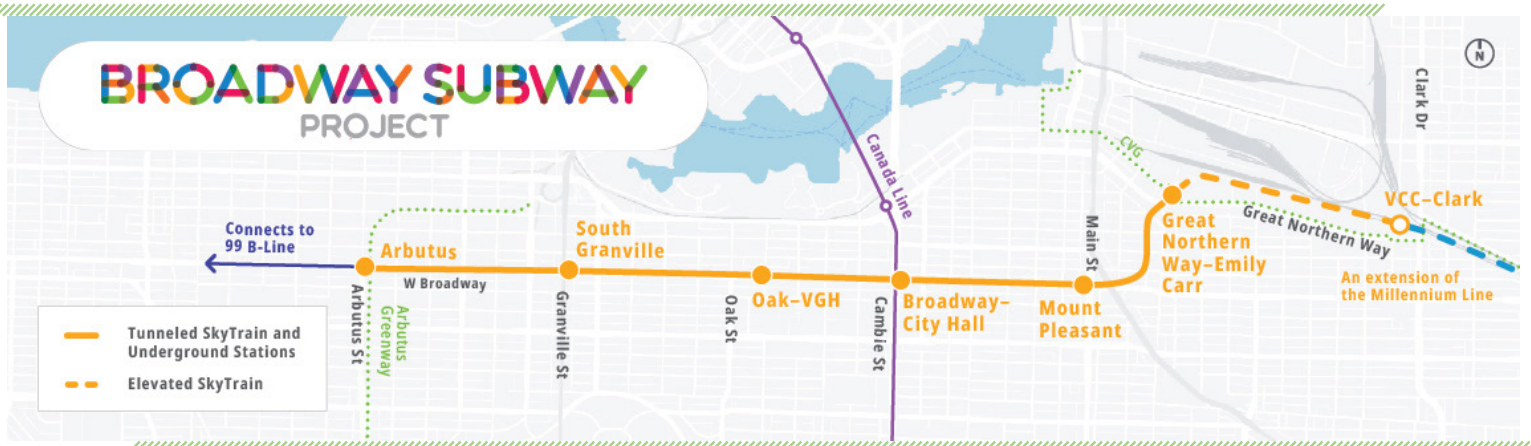 BROADWAY SUBWAY
PROJECT
N
Clark Dr
Canada Line
CVG
VCC–Clark
Great Northern Way
Great
Northern
Way–Emily
Carr
An extension of
the Millennium Line
Main St
Connects to
99 B-Line
Arbutus
South
Granville
W Broadway
Oak–VGH
Broadway–
City Hall
Mount
Pleasant
Arbutus St
Arbutus
Greenway
Granville St
Oak St
Cambie St
Tunneled SkyTrain and
Underground Stations
Elevated SkyTrain